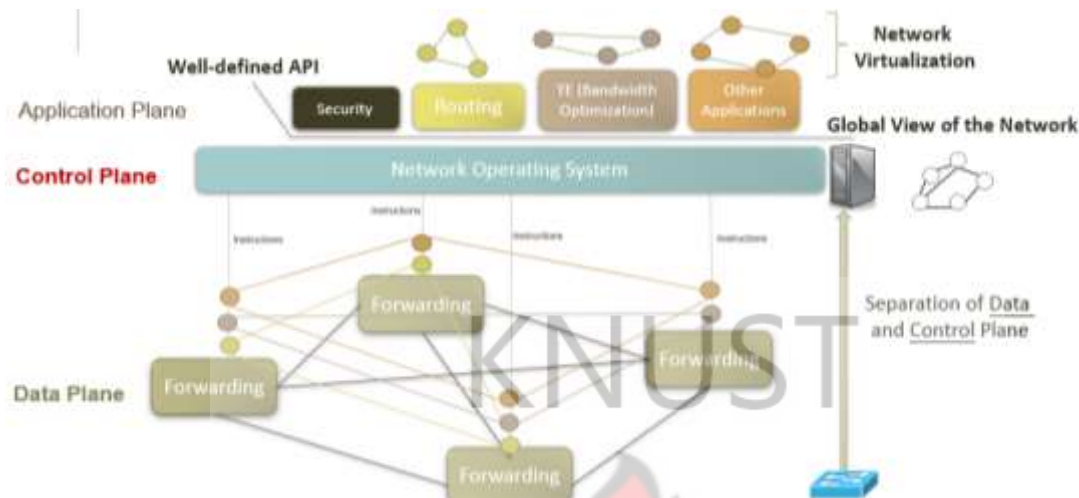 Network
Virtualization
Well-defined API
Application Plane
Security
Routing
TE (Bandwidth
Optimization)
Other
Applications
Global View of the Network
Control Plane
Network Operating System
Instructions
Instructions
Instructions
Instructions
Forwarding
Separation of Data
and Control Plane
KNUST
Forwarding
Forwarding
Data Plane
Forwarding